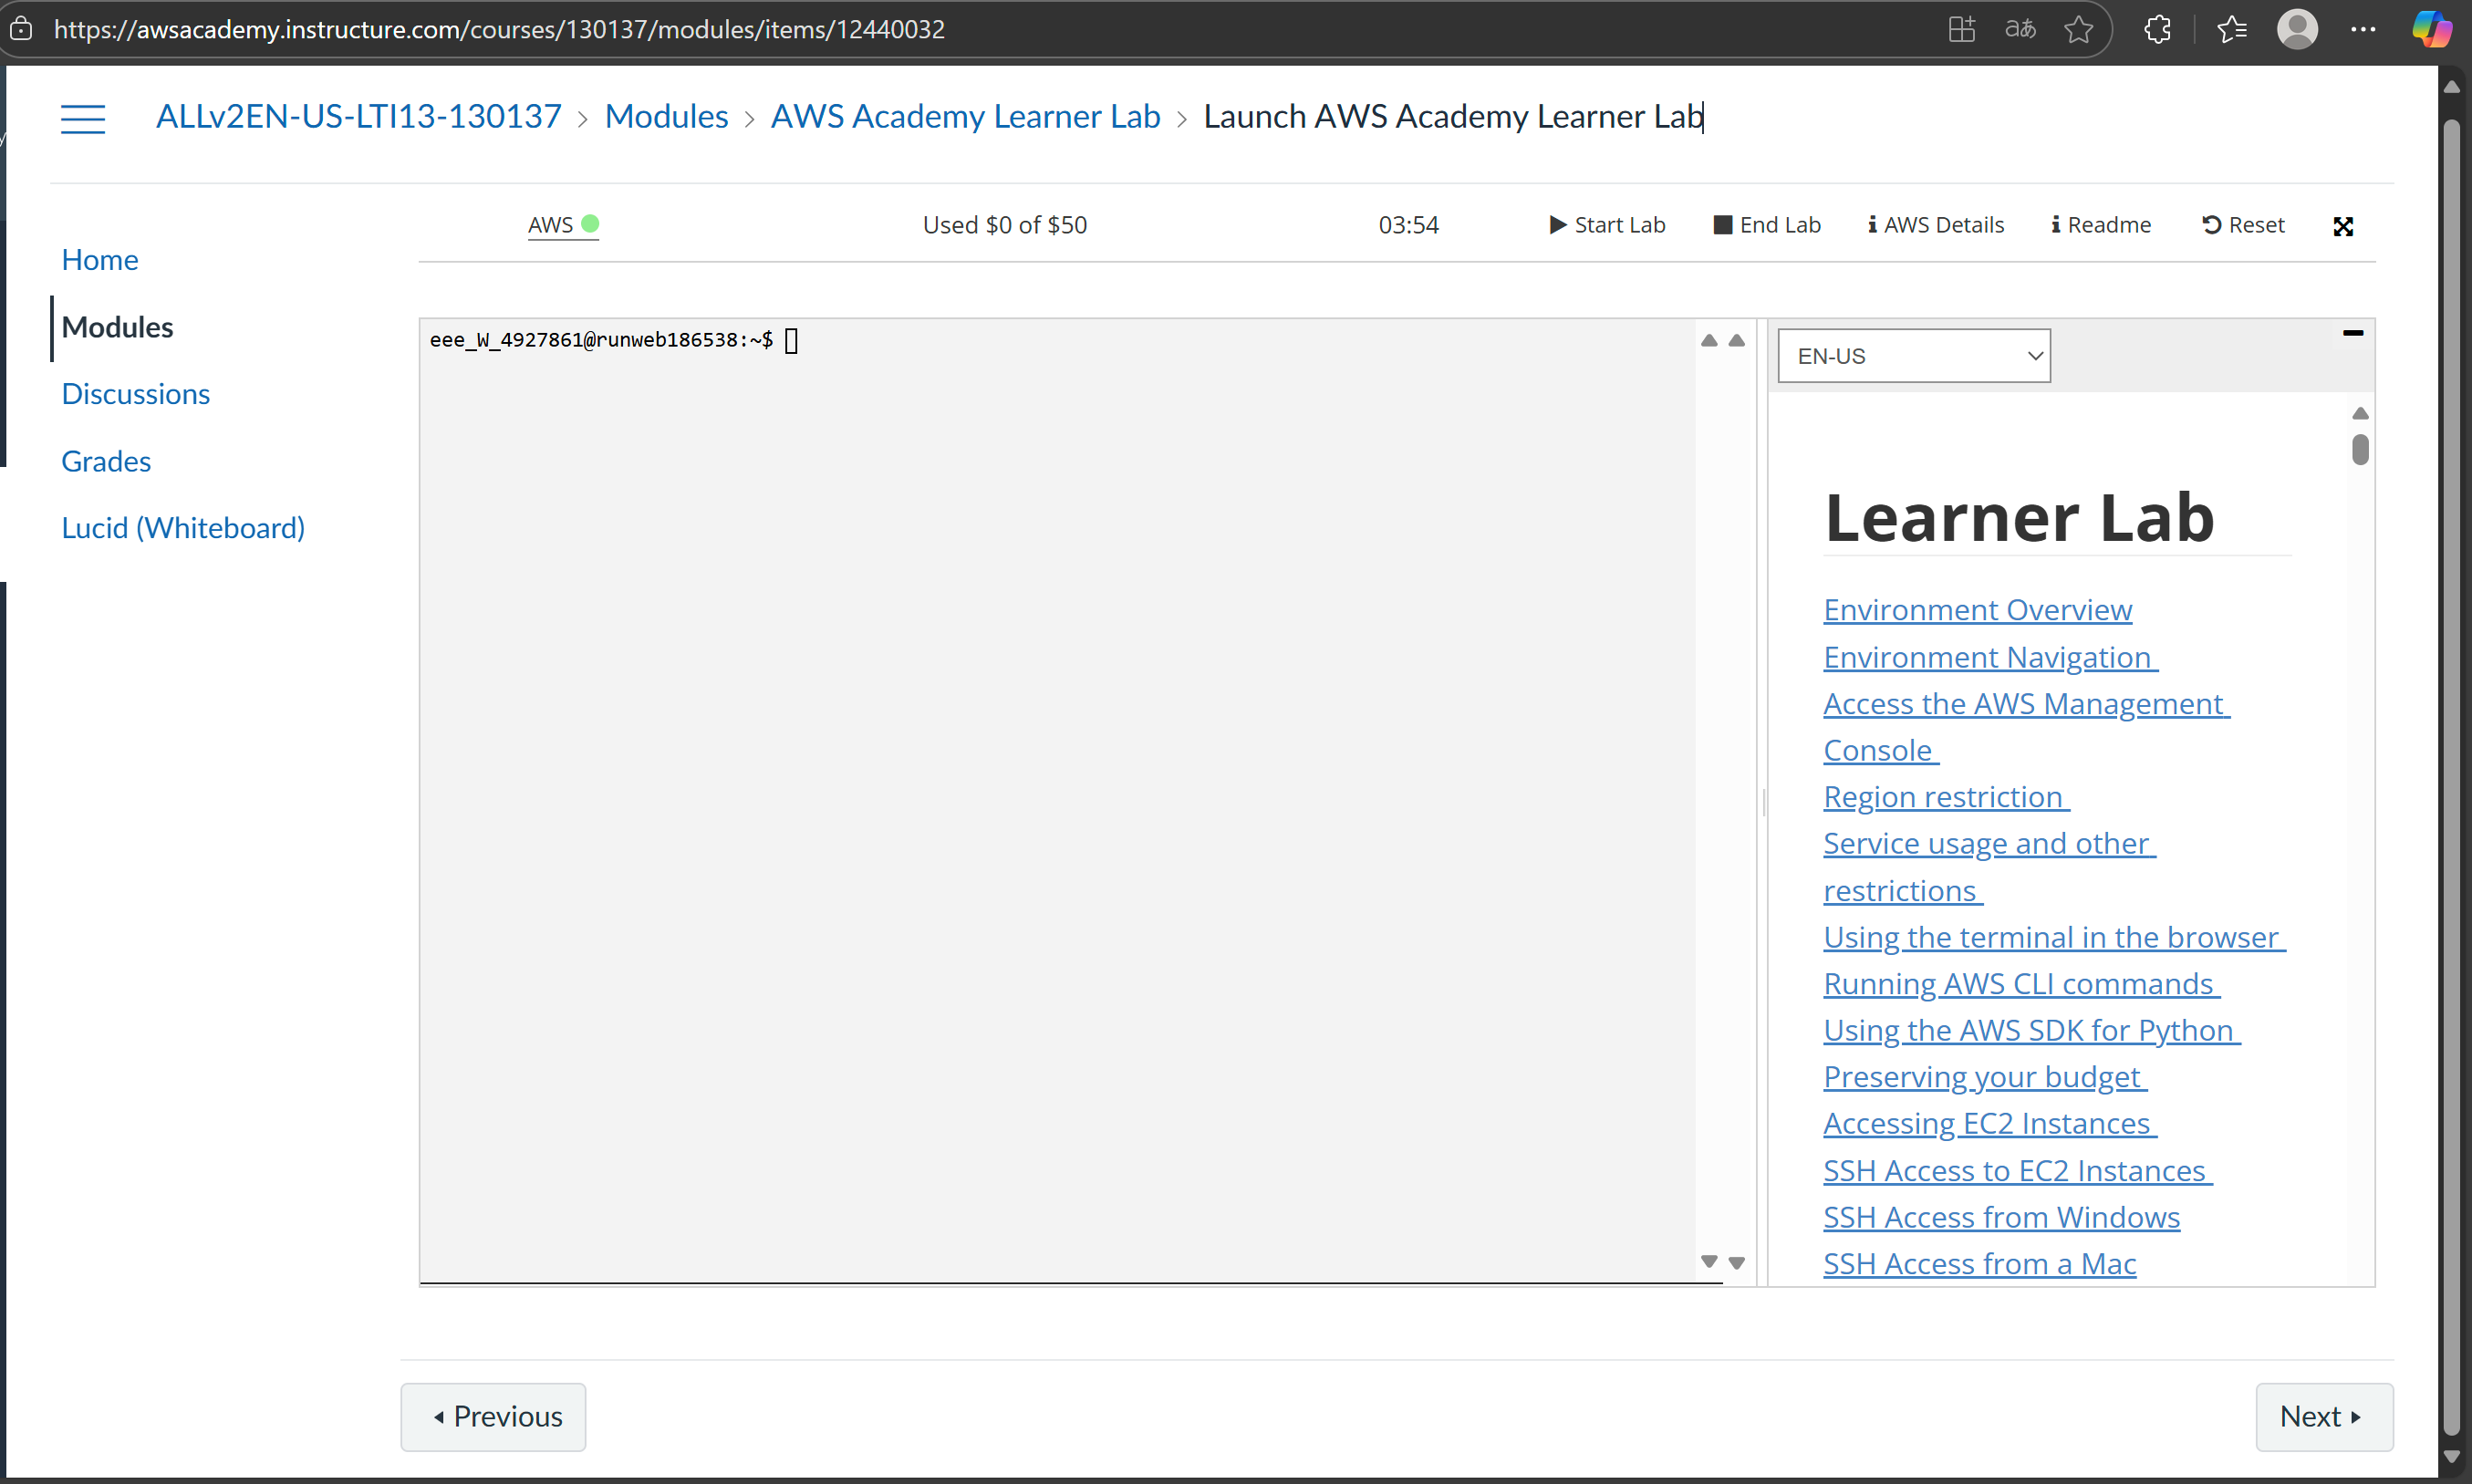 https://awsacademy.instructure.com/courses/130137/modules/items/12440032
aあ
ALLv2EN-US-LTI13-130137 > Modules > AWS Academy Learner Lab > Launch AWS Academy Learner Lab
AWS Used $0 of $50 03:54 Start Lab End Lab AWS Details Readme Reset
Home
Modules
Discussions
Grades
Lucid (Whiteboard)
eee_W_4927861@runweb186538:~$
EN-US
Learner Lab
Environment Overview
Environment Navigation
Access the AWS Management
Console
Region restriction
Service usage and other
restrictions
Using the terminal in the browser
Running AWS CLI commands
Using the AWS SDK for Python
Preserving your budget
Accessing EC2 Instances
SSH Access to EC2 Instances
SSH Access from Windows
SSH Access from a Mac
Previous
Next